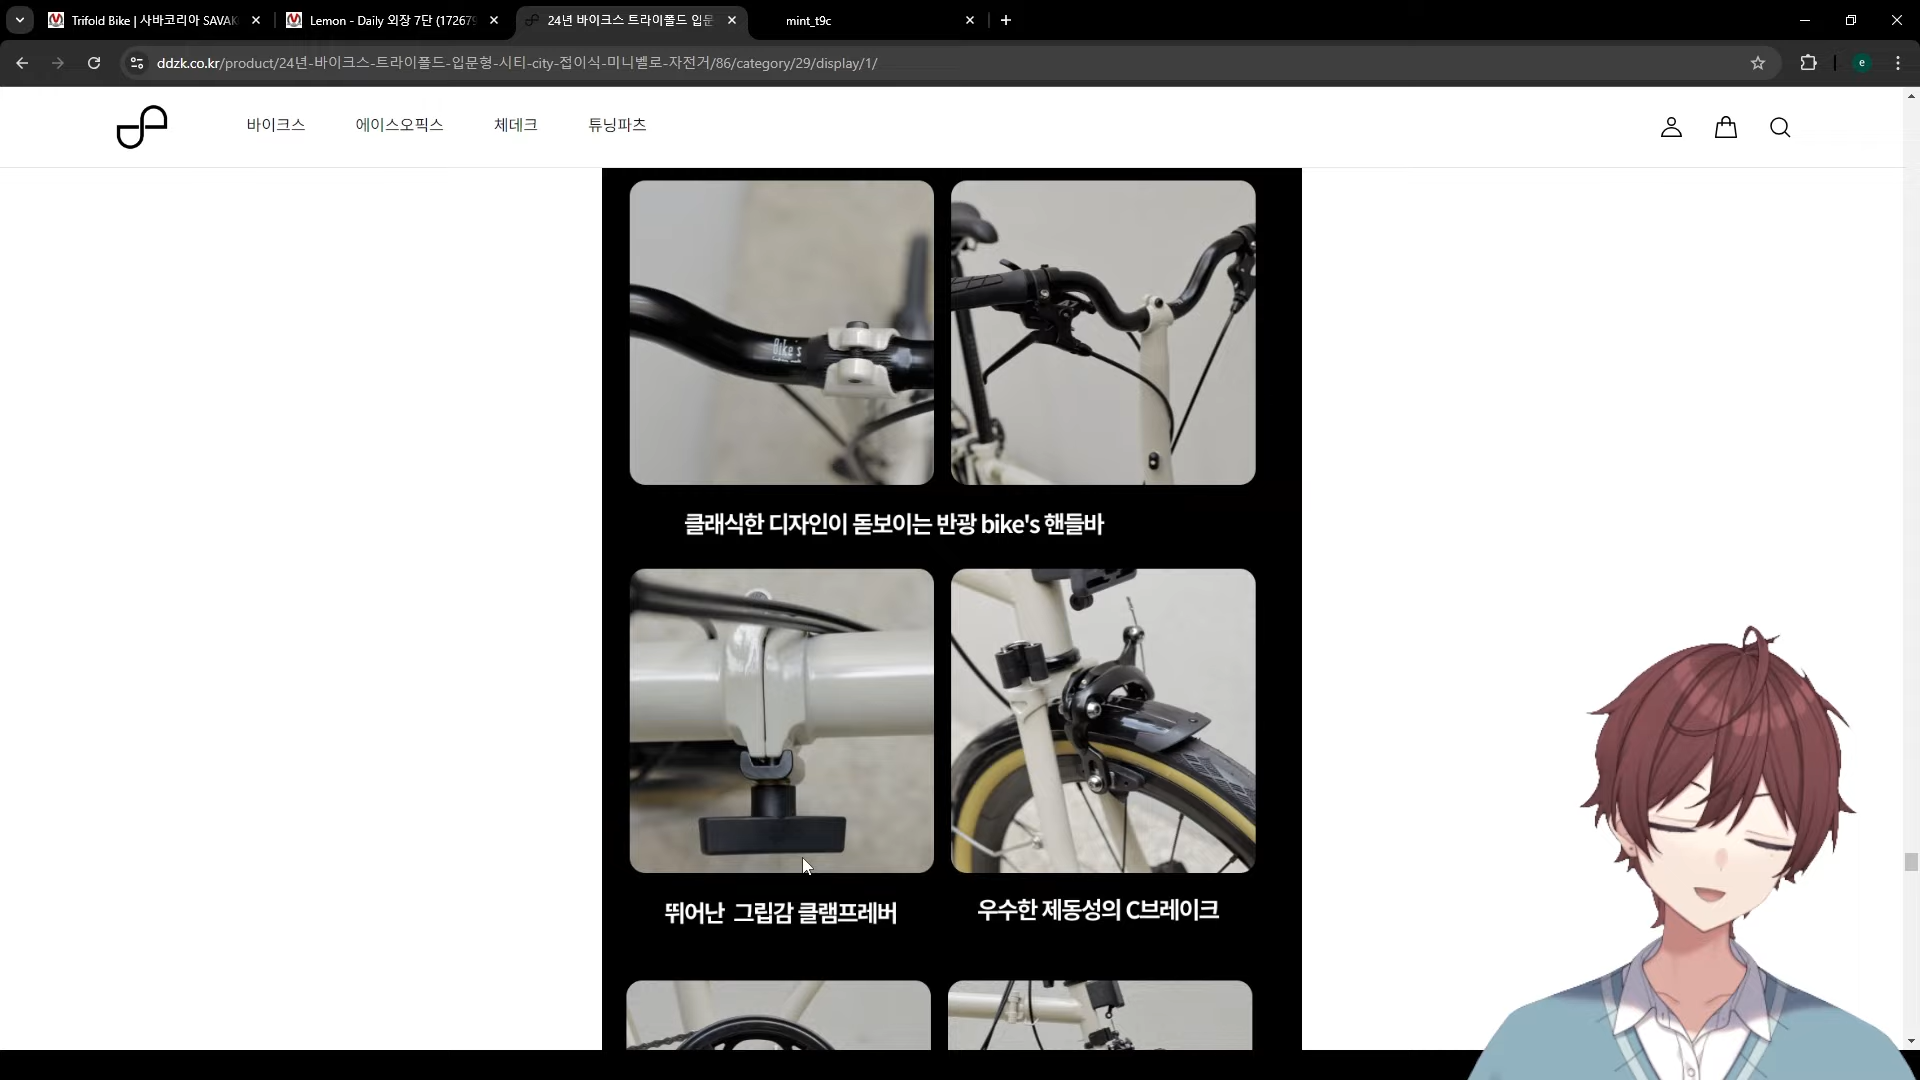 Trifold Bike | 사바코리아 SAVAK
Lemon - Daily 외장 7단 (17267
24년 바이크스 트라이폴드 입문
mint_t9c
ddzk.co.kr/product/24년-바이크스-트라이폴드-입문형-시티-city-접이식-미니벨로-자전거/86/category/29/display/1/
e
바이크스
에이스오픽스
체데크
튜닝파츠
Bike's
클래식한 디자인이 돋보이는 반광 bike's 핸들바
뛰어난 그립감 클램프레버
우수한 제동성의 C브레이크